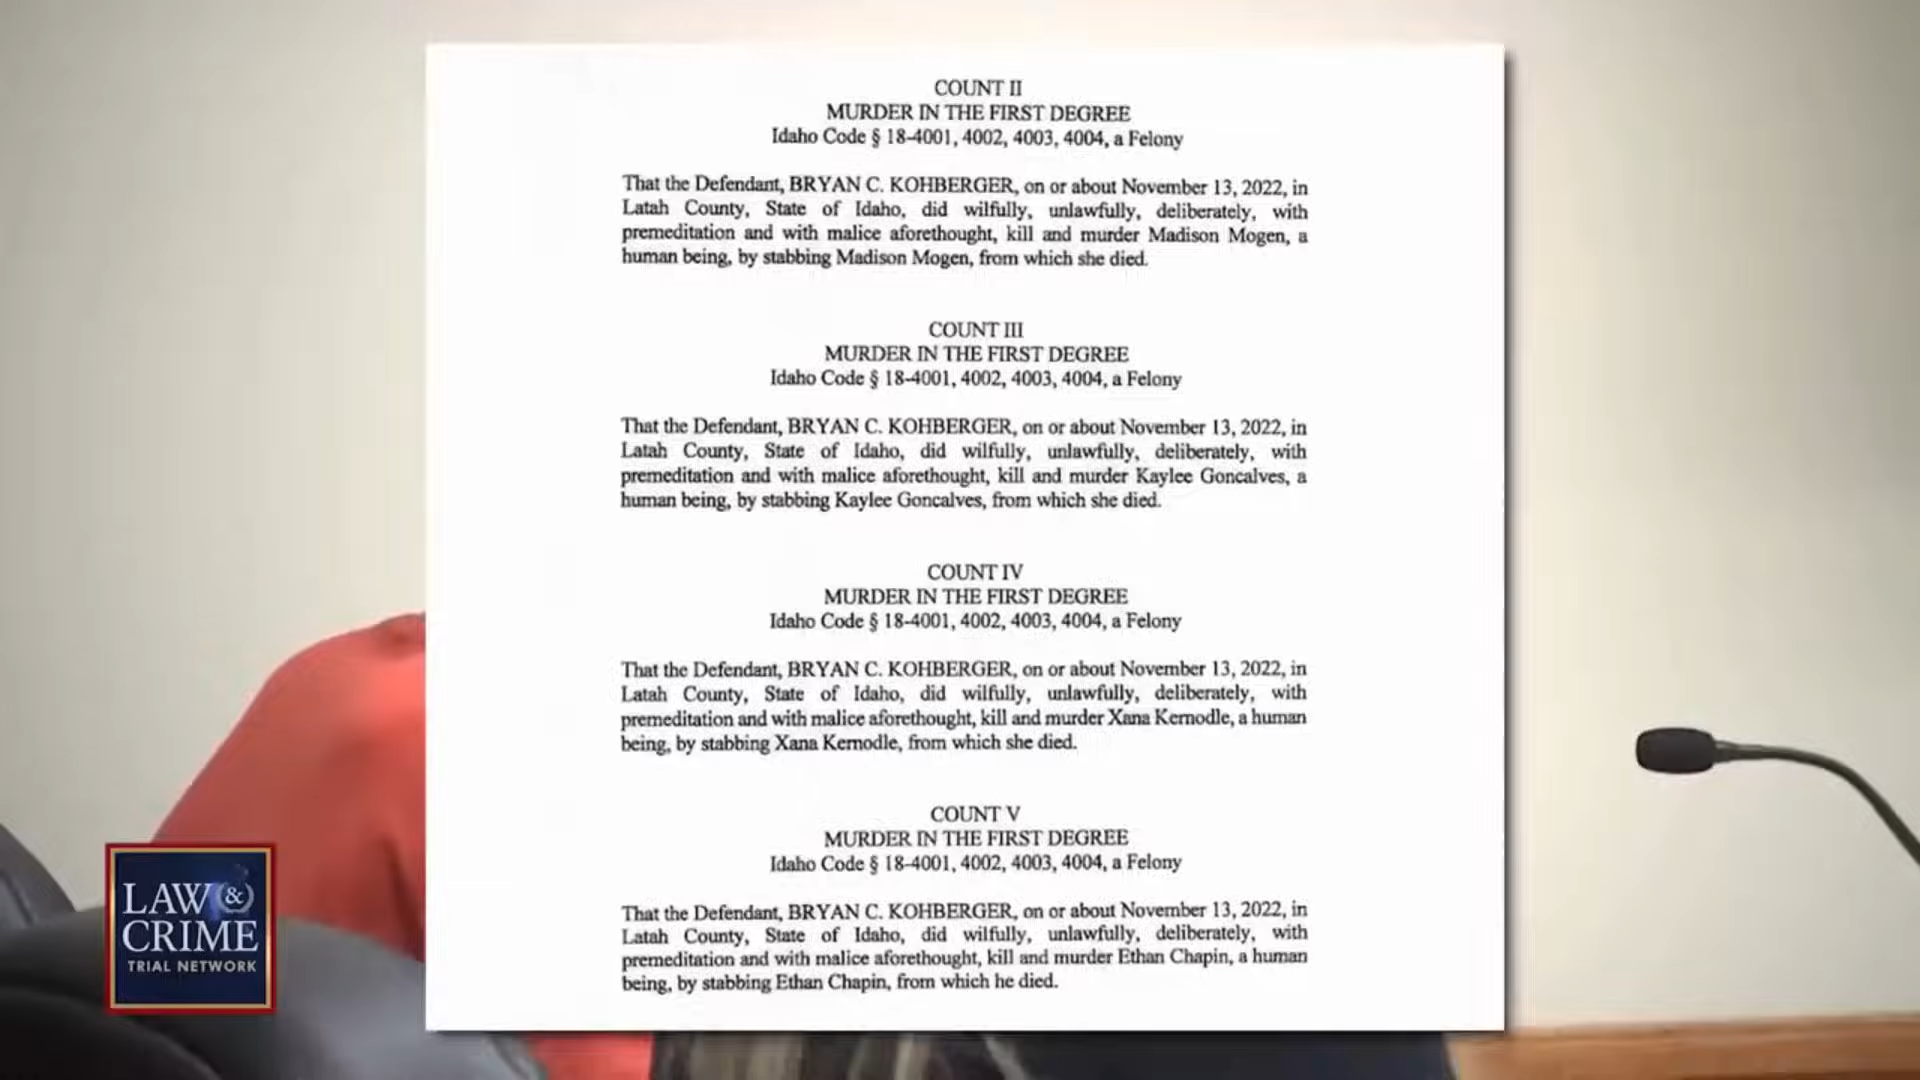 COUNT II
MURDER IN THE FIRST DEGREE
Idaho Code § 18-4001, 4002, 4003, 4004, a Felony
That the Defendant, BRYAN C. KOHBERGER, on or about November 13, 2022, in
Latah County, State of Idaho, did wilfully, unlawfully, deliberately, with
premeditation and with malice aforethought, kill and murder Madison Mogen, a
human being, by stabbing Madison Mogen, from which she died.
COUNT III
MURDER IN THE FIRST DEGREE
Idaho Code § 18-4001, 4002, 4003, 4004, a Felony
That the Defendant, BRYAN C. KOHBERGER, on or about November 13, 2022, in
Latah County, State of Idaho, did wilfully, unlawfully, deliberately, with
premeditation and with malice aforethought, kill and murder Kaylee Goncalves, a
human being, by stabbing Kaylee Goncalves, from which she died.
COUNT IV
MURDER IN THE FIRST DEGREE
Idaho Code § 18-4001, 4002, 4003, 4004, a Felony
That the Defendant, BRYAN C. KOHBERGER, on or about November 13, 2022, in
Latah County, State of Idaho, did wilfully, unlawfully, deliberately, with
premeditation and with malice aforethought, kill and murder Xana Kernodle, a human
being, by stabbing Xana Kernodle, from which she died.
COUNT V
MURDER IN THE FIRST DEGREE
Idaho Code § 18-4001, 4002, 4003, 4004, a Felony
That the Defendant, BRYAN C. KOHBERGER, on or about November 13, 2022, in
Latah County, State of Idaho, did wilfully, unlawfully, deliberately, with
premeditation and with malice aforethought, kill and murder Ethan Chapin, a human
being, by stabbing Ethan Chapin, from which he died.
LAW &
CRIME
TRIAL NETWORK